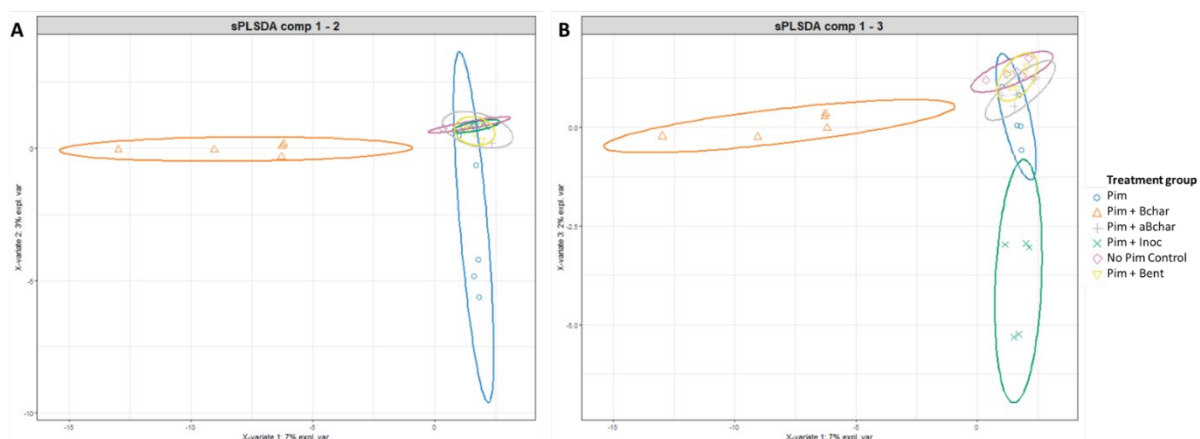 A
sPLSDA comp 1 - 2
0
-5
-10
X-variate 2: 3% expl. var
-15
-10
-5
0
X-variate 1: 7% expl. var
B
sPLSDA comp 1 - 3
0.0
-2.5
-5.0
X-variate 3: 2% expl. var
-15
-10
-5
0
X-variate 1: 7% expl. var
Treatment group
Pim
Pim + Bchar
Pim + aBchar
Pim + Inoc
No Pim Control
Pim + Bent